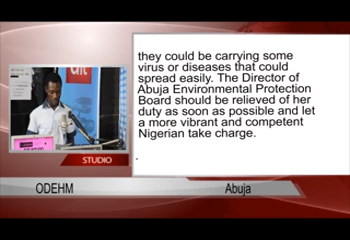 they could be carrying some
virus or diseases that could
spread easily. The Director of
Abuja Environmental Protection
Board should be relieved of her
duty as soon as possible and let
a more vibrant and competent
Nigerian take charge.
.
STUDIO
ODEHM
Abuja